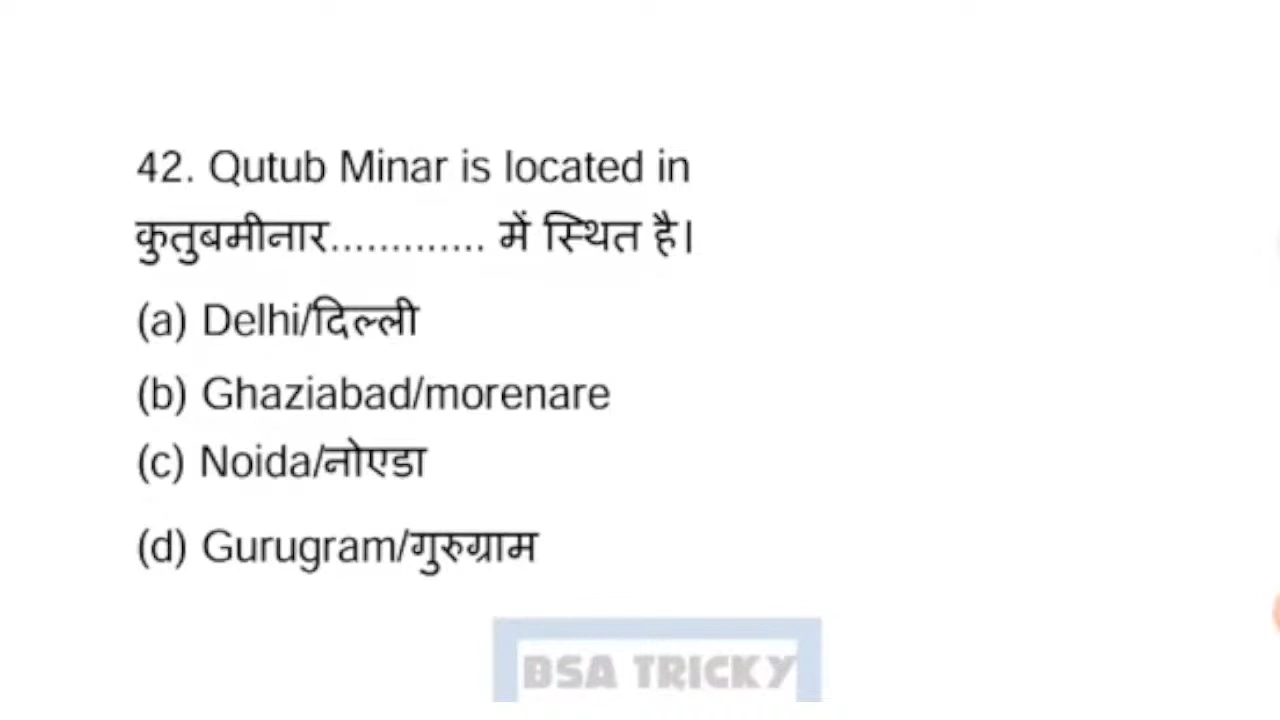 42. Qutub Minar is located in
कुतुबमीनार............. में स्थित है।
(a) Delhi/दिल्ली
(b) Ghaziabad/morenare
(c) Noida/नोएडा
(d) Gurugram/गुरुग्राम
BSA TRICKY